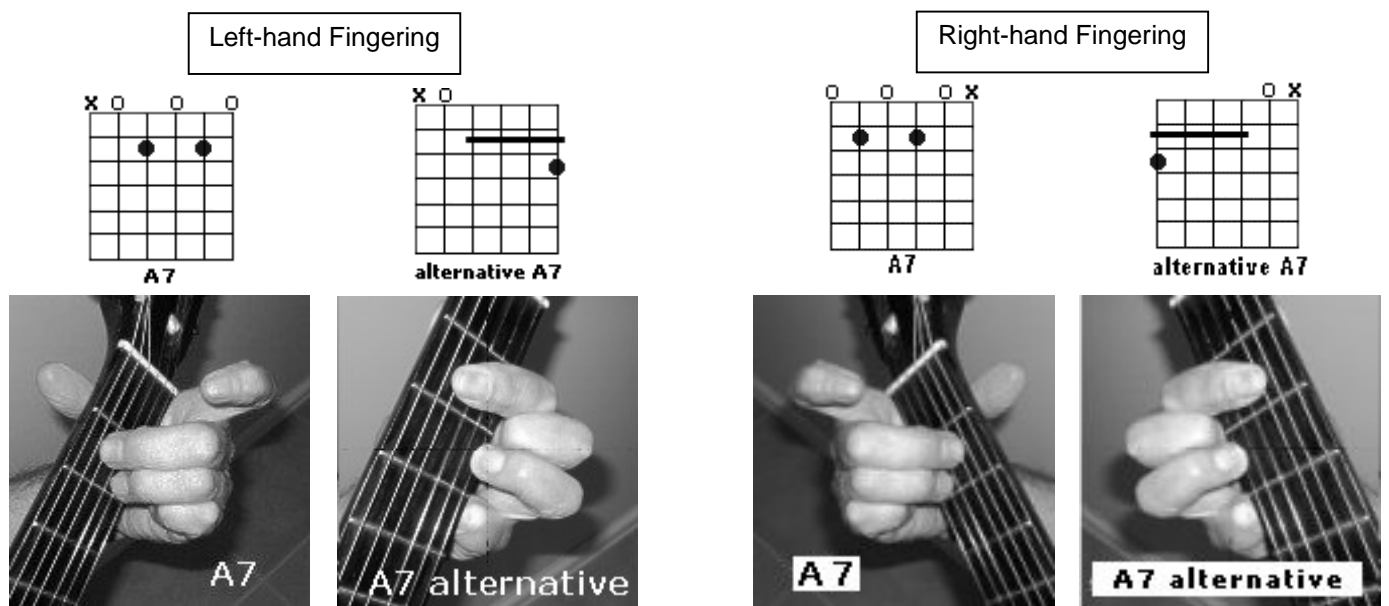 Left-hand Fingering
Right-hand Fingering
x o o o
x o
o o o x
o x
A7
alternative A7
A7
alternative A7
A7
A7 alternative
A7
A7 alternative